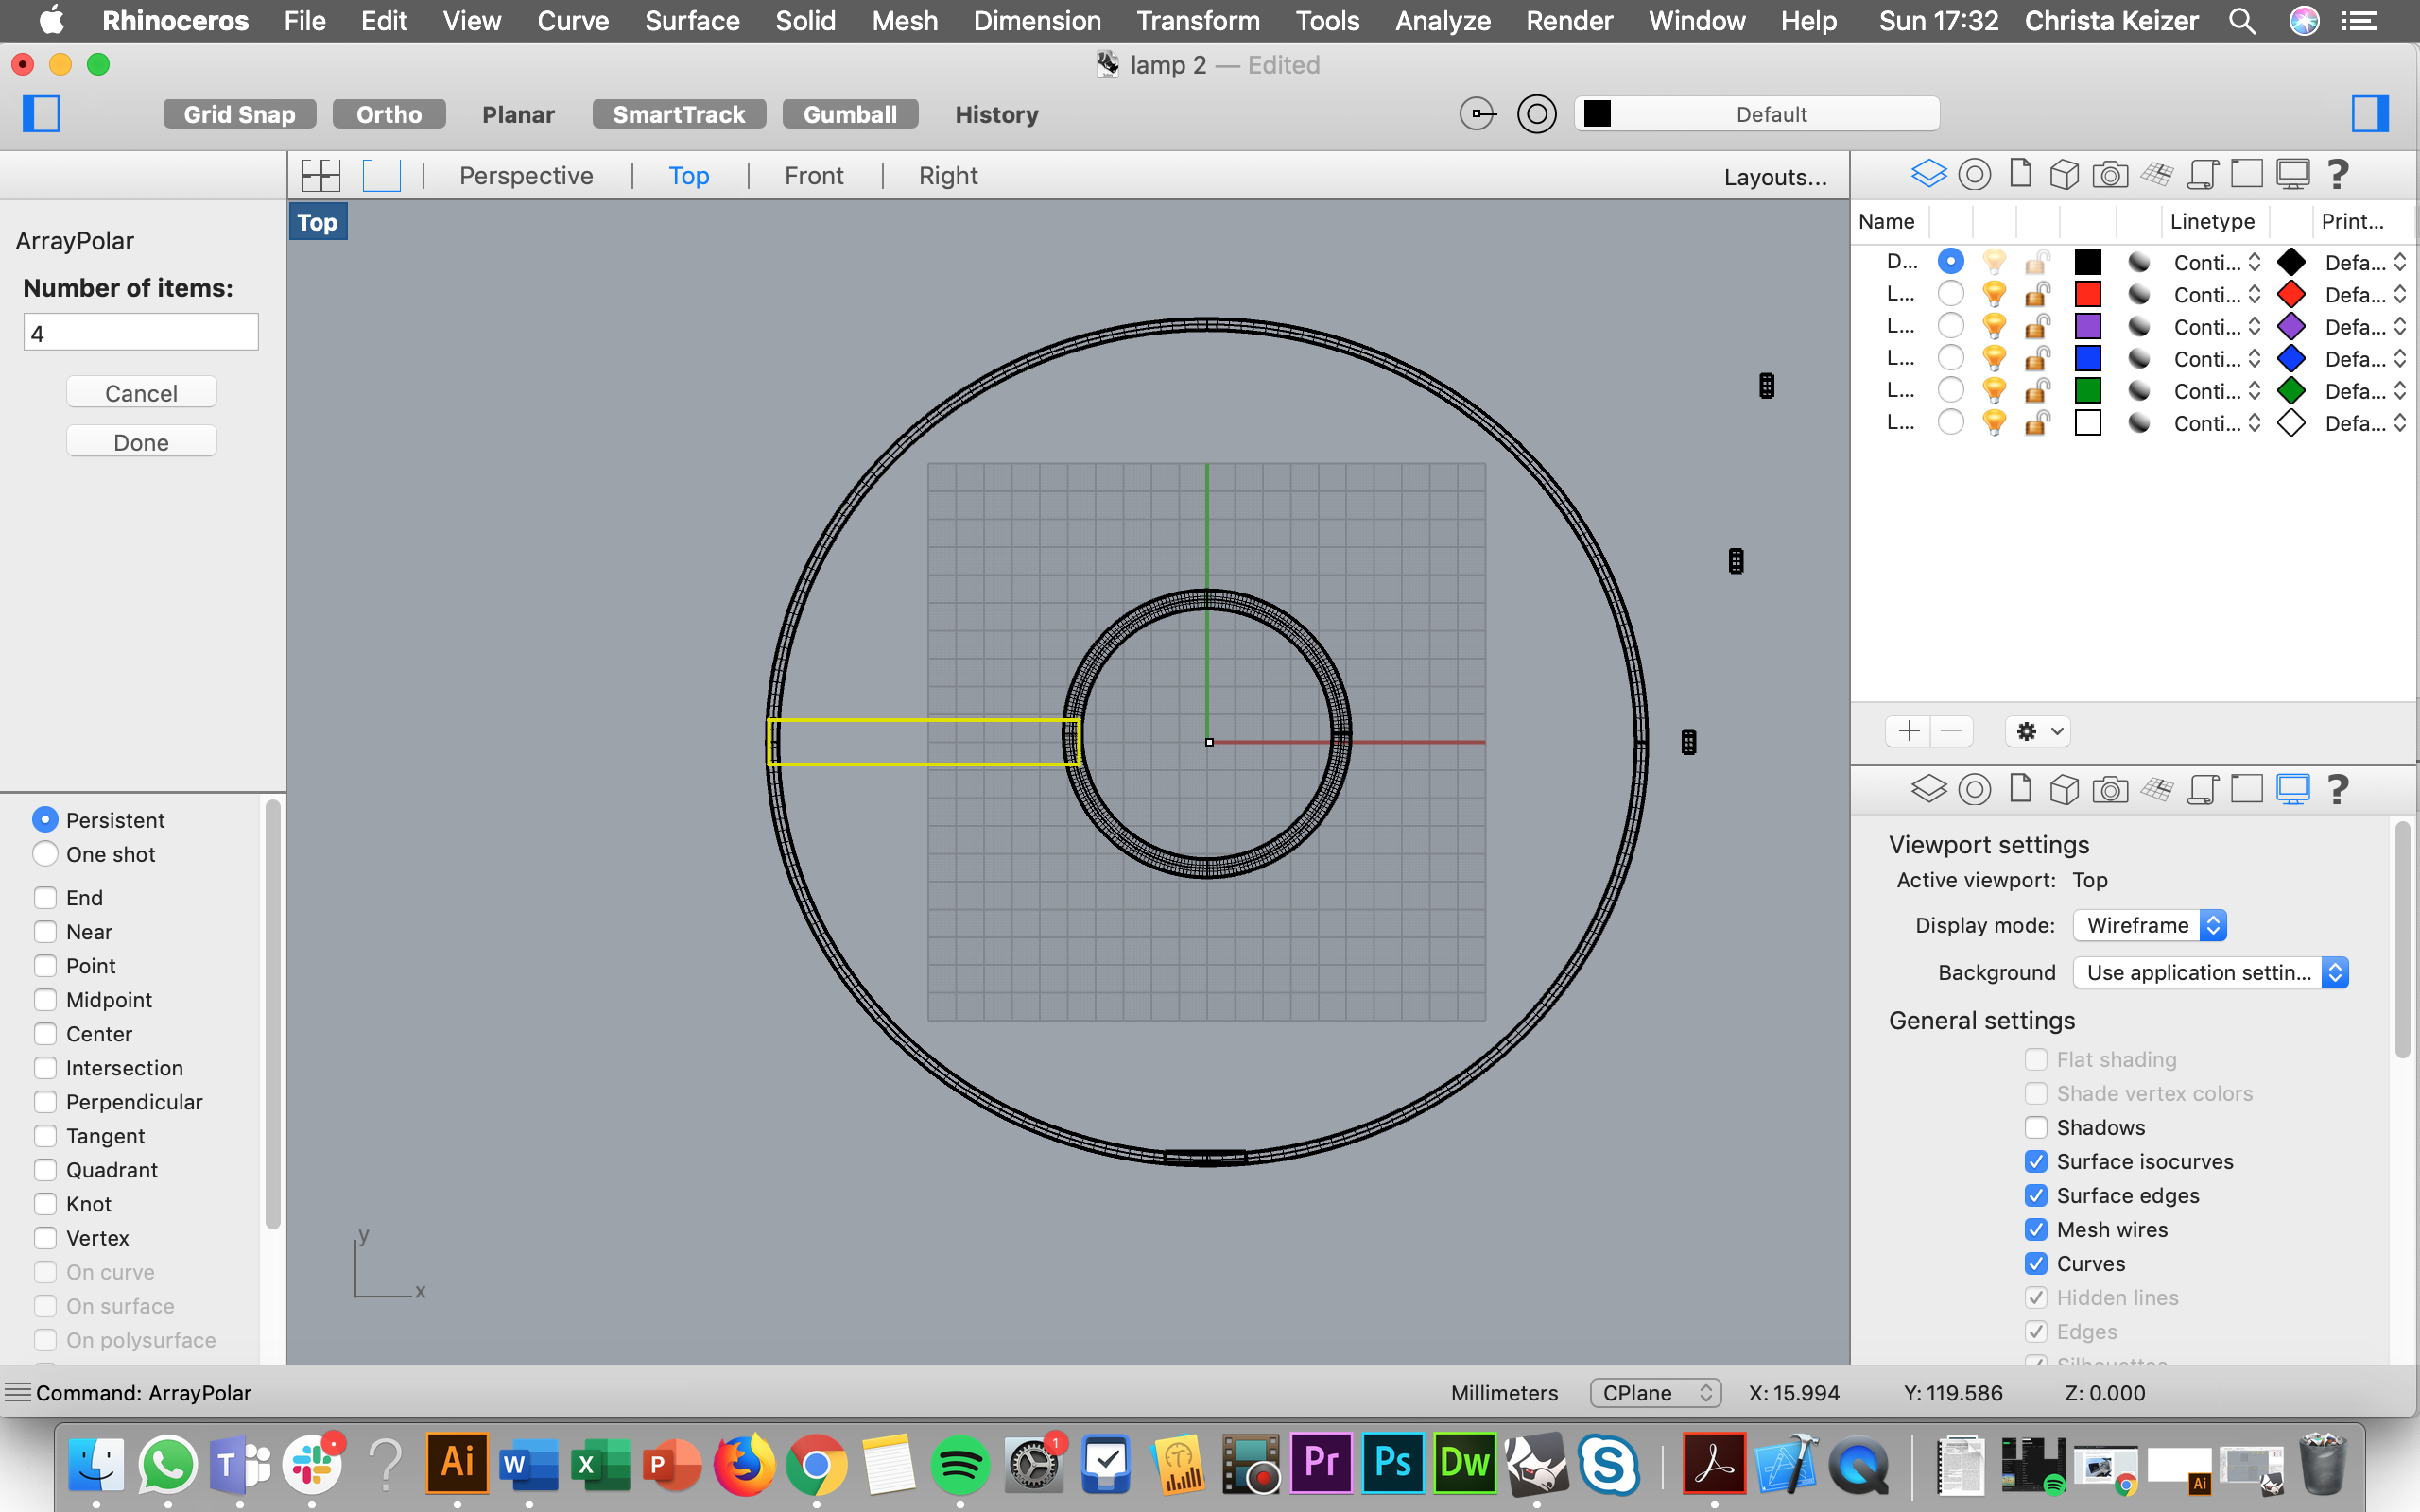 Rhinoceros File Edit View Curve Surface Solid Mesh Dimension Transform Tools Analyze Render Window Help Sun 17:32 Christa Keizer
lamp 2 — Edited
Grid Snap Ortho Planar SmartTrack Gumball History Default
Perspective Top Front Right Layouts...
Top
ArrayPolar
Number of items:
4
Cancel
Done
Name Linetype Print...
D... Conti... Defa...
L... Conti... Defa...
L... Conti... Defa...
L... Conti... Defa...
L... Conti... Defa...
L... Conti... Defa...
Persistent
One shot
End
Near
Point
Midpoint
Center
Intersection
Perpendicular
Tangent
Quadrant
Knot
Vertex
On curve
On surface
On polysurface
y
x
Viewport settings
Active viewport: Top
Display mode: Wireframe
Background Use application settin...
General settings
Flat shading
Shade vertex colors
Shadows
Surface isocurves
Surface edges
Mesh wires
Curves
Hidden lines
Edges
Silhouettes
Command: ArrayPolar Millimeters CPlane X: 15.994 Y: 119.586 Z: 0.000
T Ai W X P 1 Pr Ps Dw S Ai